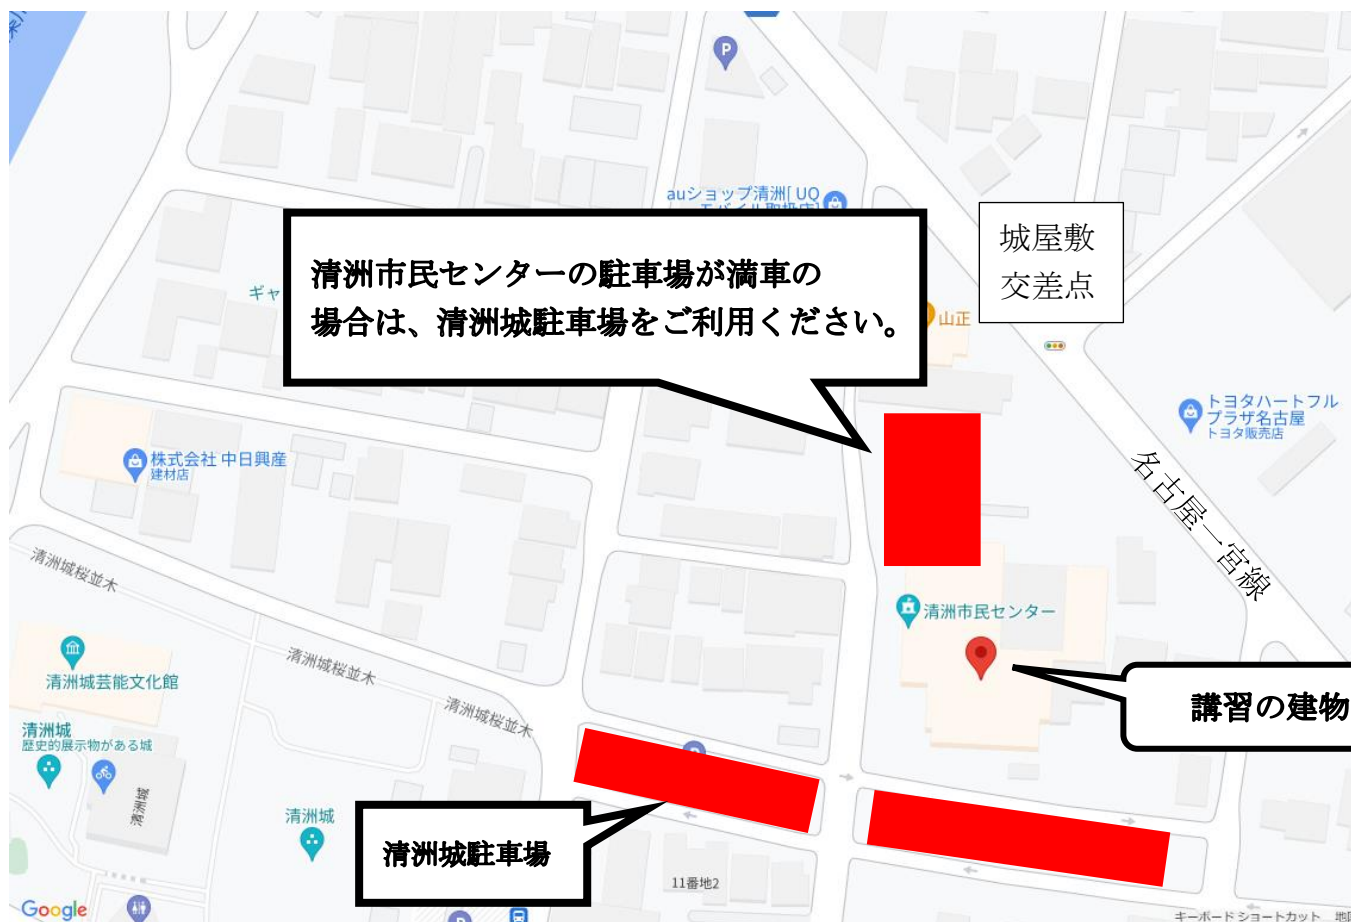 P
auショップ清洲[ UQ
清洲市民センターの駐車場が満車の
場合は、清洲城駐車場をご利用ください。
城屋敷
交差点
ギャ
山正
トヨタハートフル
プラザ名古屋
トヨタ販売店
株式会社 中日興産
建材店
名古屋一宮線
清洲城桜並木
清洲市民センター
清洲城芸能文化館
清洲城桜並木
清洲城桜並木
講習の建物
清洲城
歴史的展示物がある城
清洲城
清洲城
清洲城駐車場
11番地2
Google
キーボード ショートカット